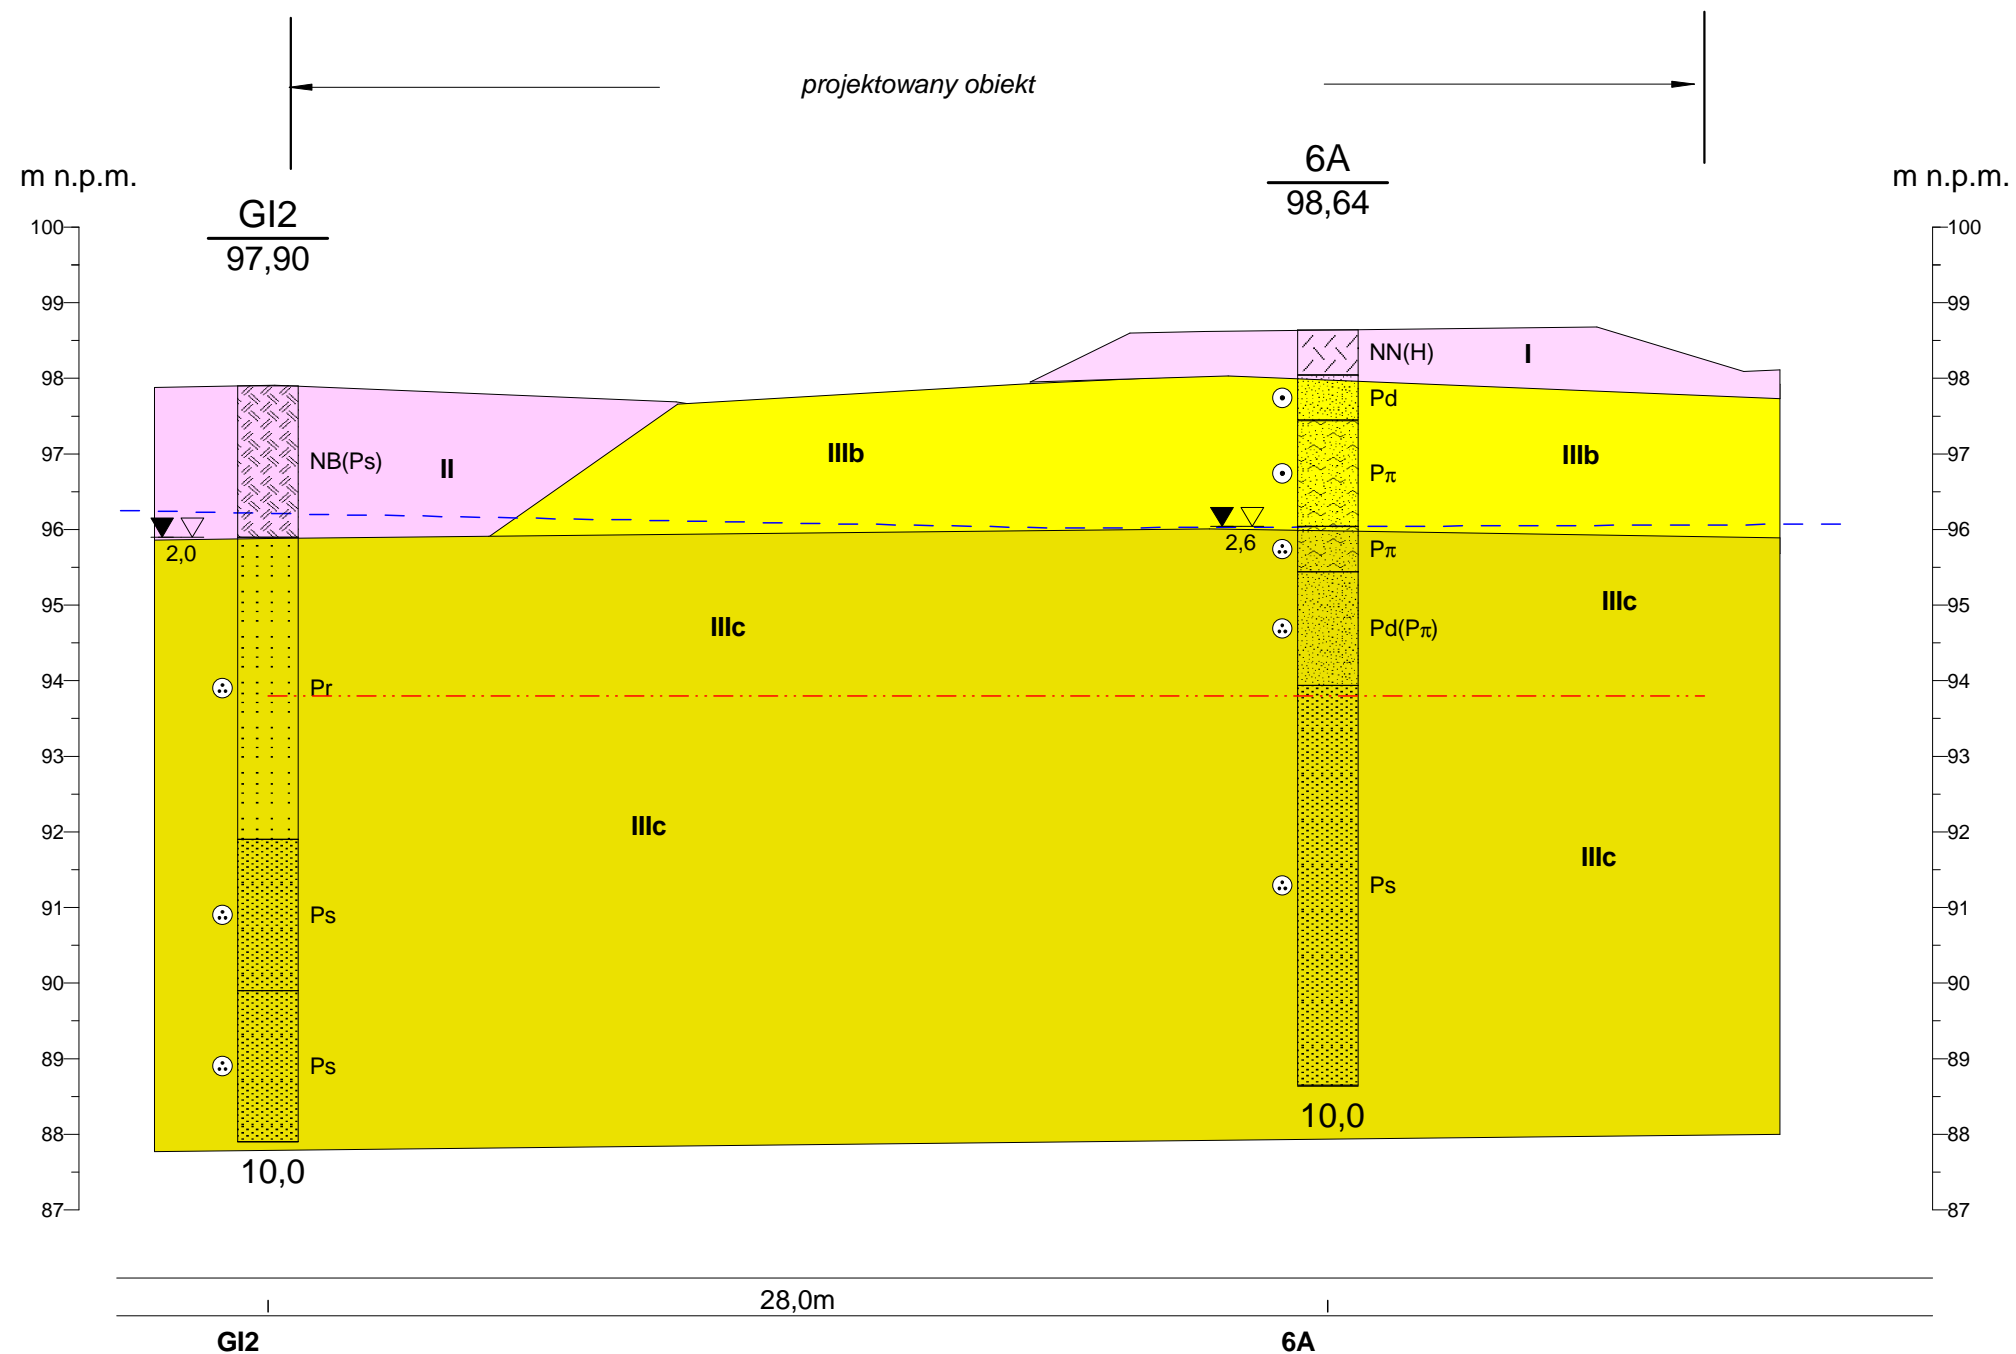 projektowany obiekt
m n.p.m.
GI2
97,90
6A
98,64
m n.p.m.
100
99
98
97
96
95
94
93
92
91
90
89
88
87
NB(Ps)
II
2,0
Pr
Ps
Ps
10,0
IIIb
IIIc
IIIc
NN(H)
I
Pd
Pπ
IIIb
2,6
Pπ
Pd(Pπ)
IIIc
Ps
IIIc
10,0
100
99
98
97
96
95
94
93
92
91
90
89
88
87
28,0m
GI2
6A